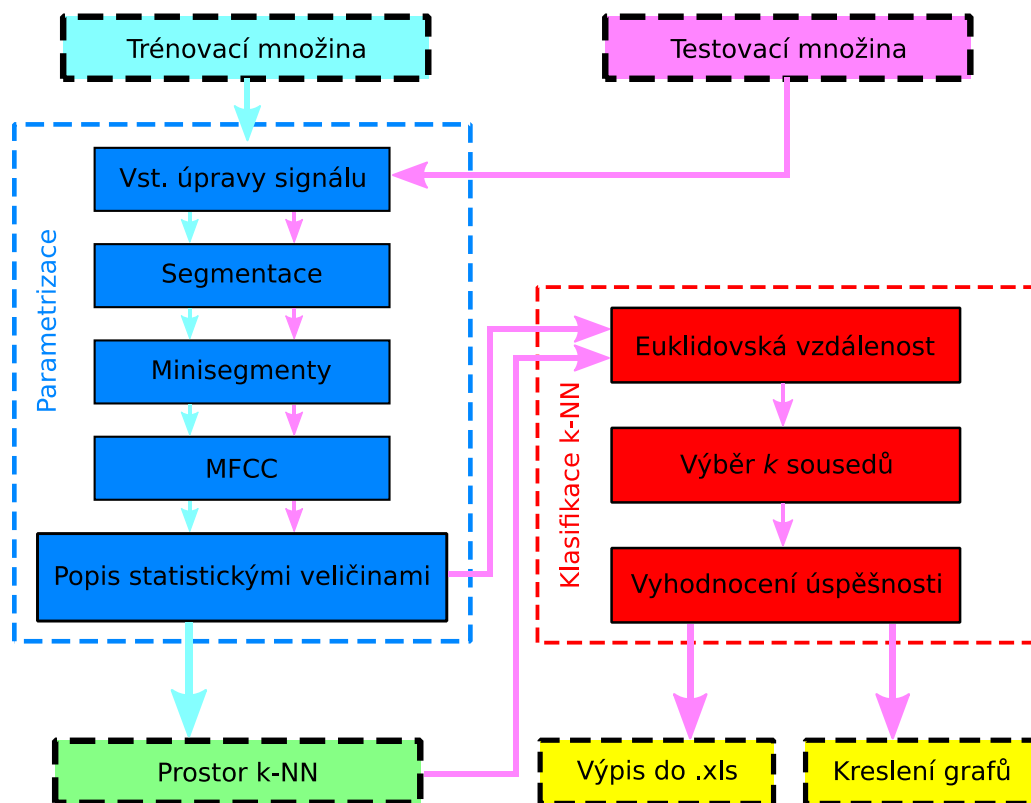 Trénovací množina
Testovací množina
Parametrizace
Vst. úpravy signálu
Segmentace
Minisegmenty
MFCC
Popis statistickými veličinami
Prostor k-NN
Klasifikace k-NN
Euklidovská vzdálenost
Výběr k sousedů
Vyhodnocení úspěšnosti
Výpis do .xls
Kreslení grafů